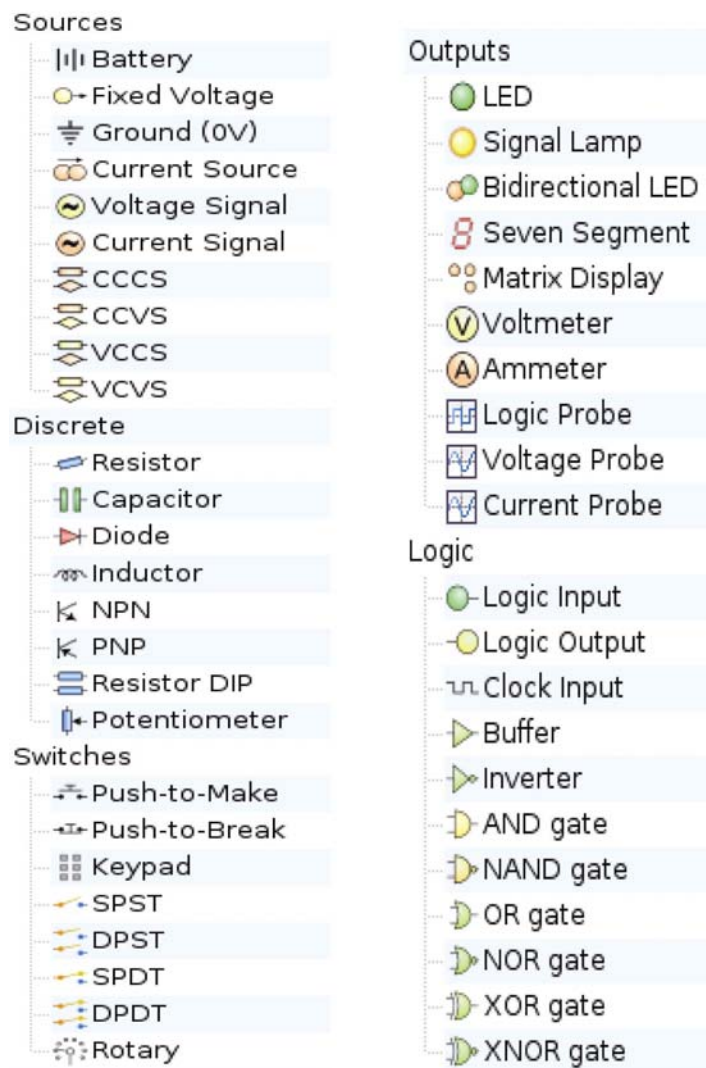 Sources
Battery
Fixed Voltage
Ground (0V)
Current Source
Voltage Signal
Current Signal
CCCS
CCVS
VCCS
VCVS
Discrete
Resistor
Capacitor
Diode
Inductor
NPN
PNP
Resistor DIP
Potentiometer
Switches
Push-to-Make
Push-to-Break
Keypad
SPST
DPST
SPDT
DPDT
Rotary
Outputs
LED
Signal Lamp
Bidirectional LED
Seven Segment
Matrix Display
Voltmeter
Ammeter
Logic Probe
Voltage Probe
Current Probe
Logic
Logic Input
Logic Output
Clock Input
Buffer
Inverter
AND gate
NAND gate
OR gate
NOR gate
XOR gate
XNOR gate